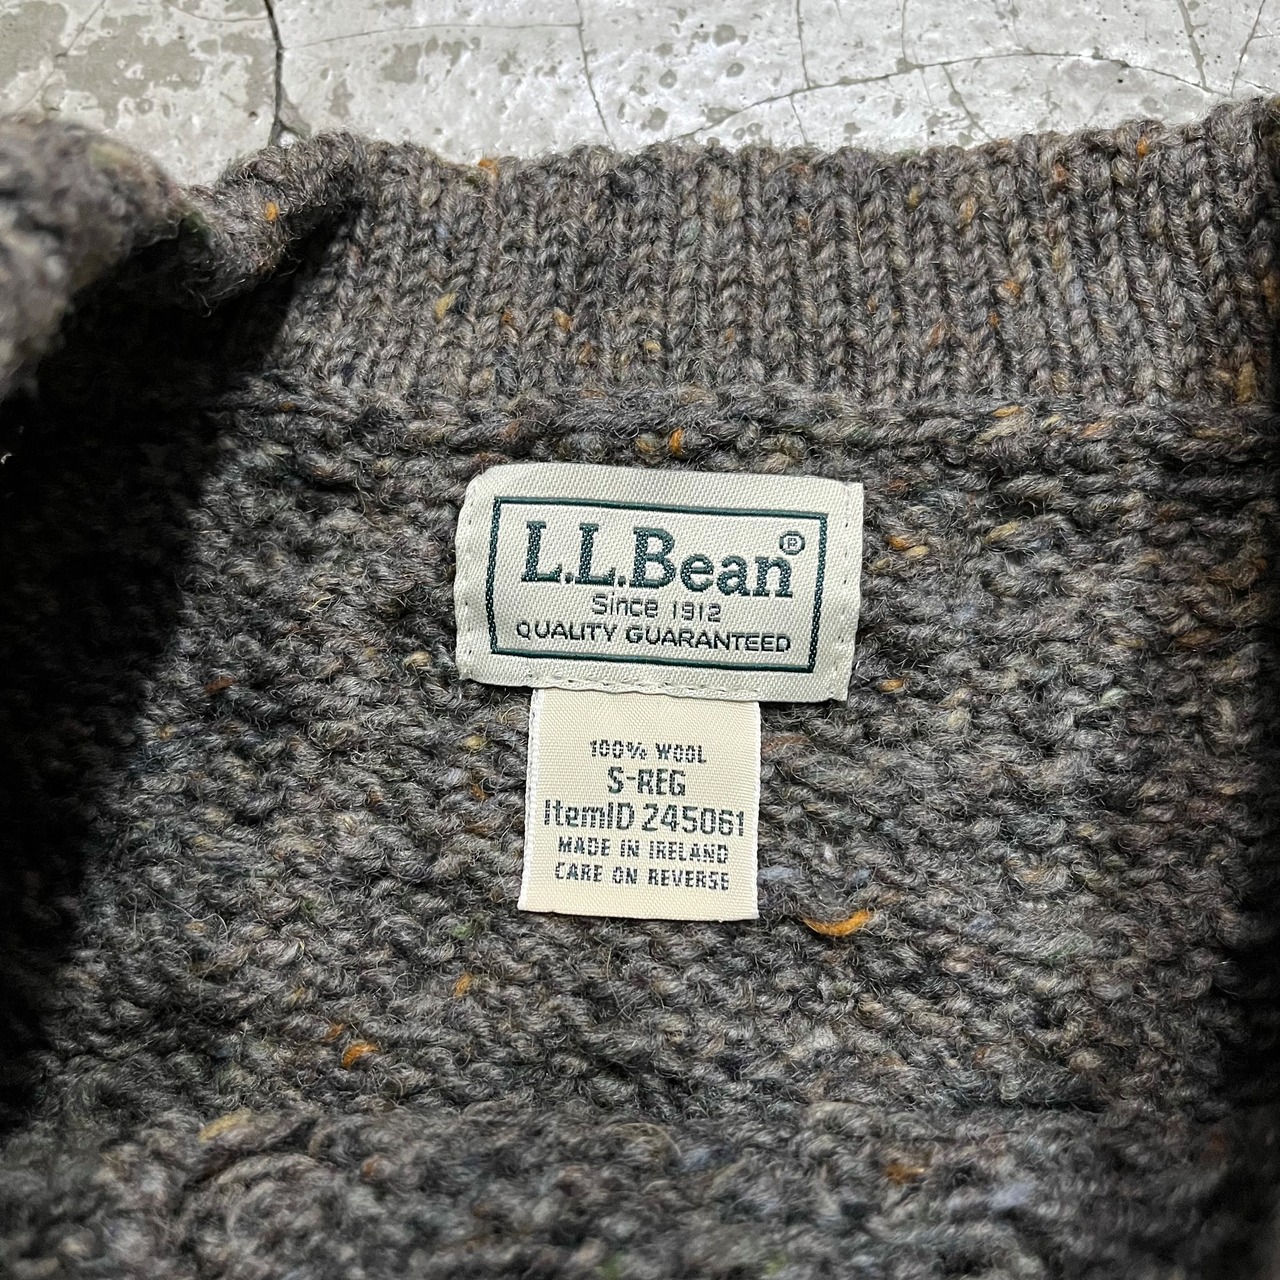 L.L.Bean®
Since 1912
QUALITY GUARANTEED
100% WOOL
S-REG
ItemID 245061
MADE IN IRELAND
CARE ON REVERSE